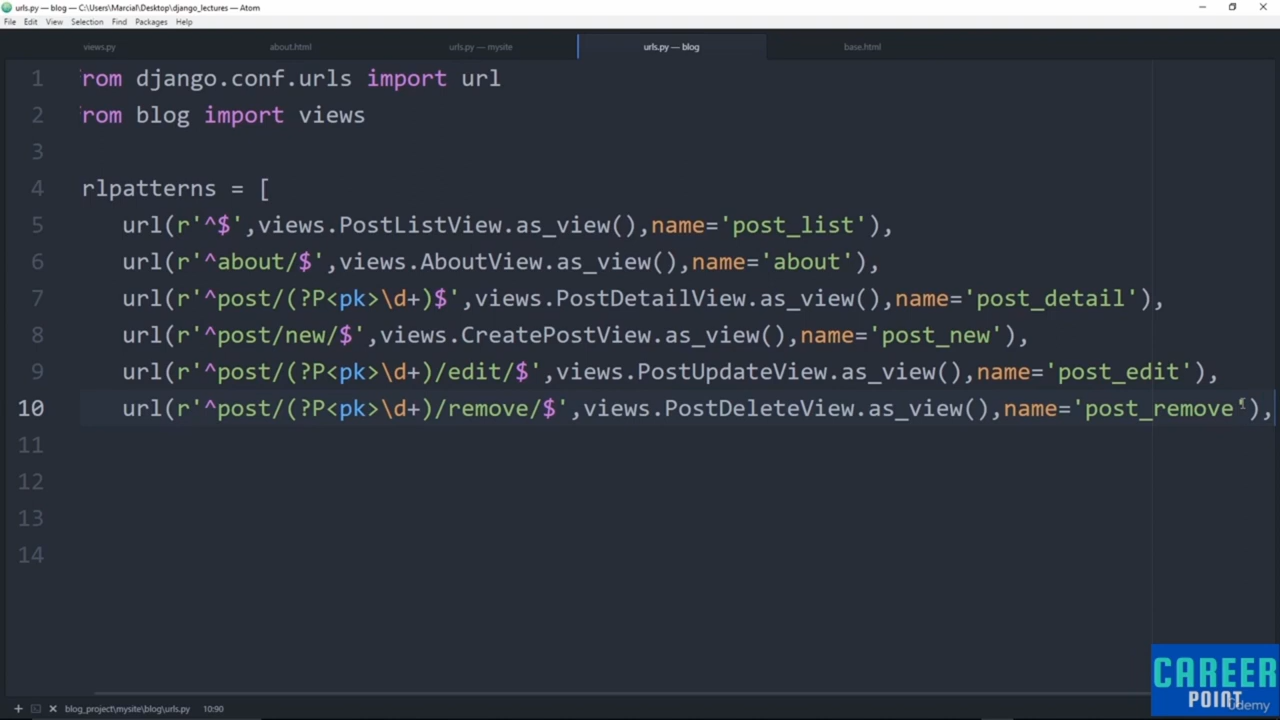 urls.py — blog — C:\Users\Marcial\Desktop\django_lectures — Atom
File Edit View Selection Find Packages Help
views.py about.html urls.py — mysite urls.py — blog base.html
1 rom django.conf.urls import url
2 rom blog import views
3
4 rlpatterns = [
5 url(r'^$',views.PostListView.as_view(),name='post_list'),
6 url(r'^about/$',views.AboutView.as_view(),name='about'),
7 url(r'^post/(?P<pk>\d+)$',views.PostDetailView.as_view(),name='post_detail'),
8 url(r'^post/new/$',views.CreatePostView.as_view(),name='post_new'),
9 url(r'^post/(?P<pk>\d+)/edit/$',views.PostUpdateView.as_view(),name='post_edit'),
10 url(r'^post/(?P<pk>\d+)/remove/$',views.PostDeleteView.as_view(),name='post_remove'),
11
12
13
14
CAREER
POINT
udemy
blog_project\mysite\blog\urls.py 10:90